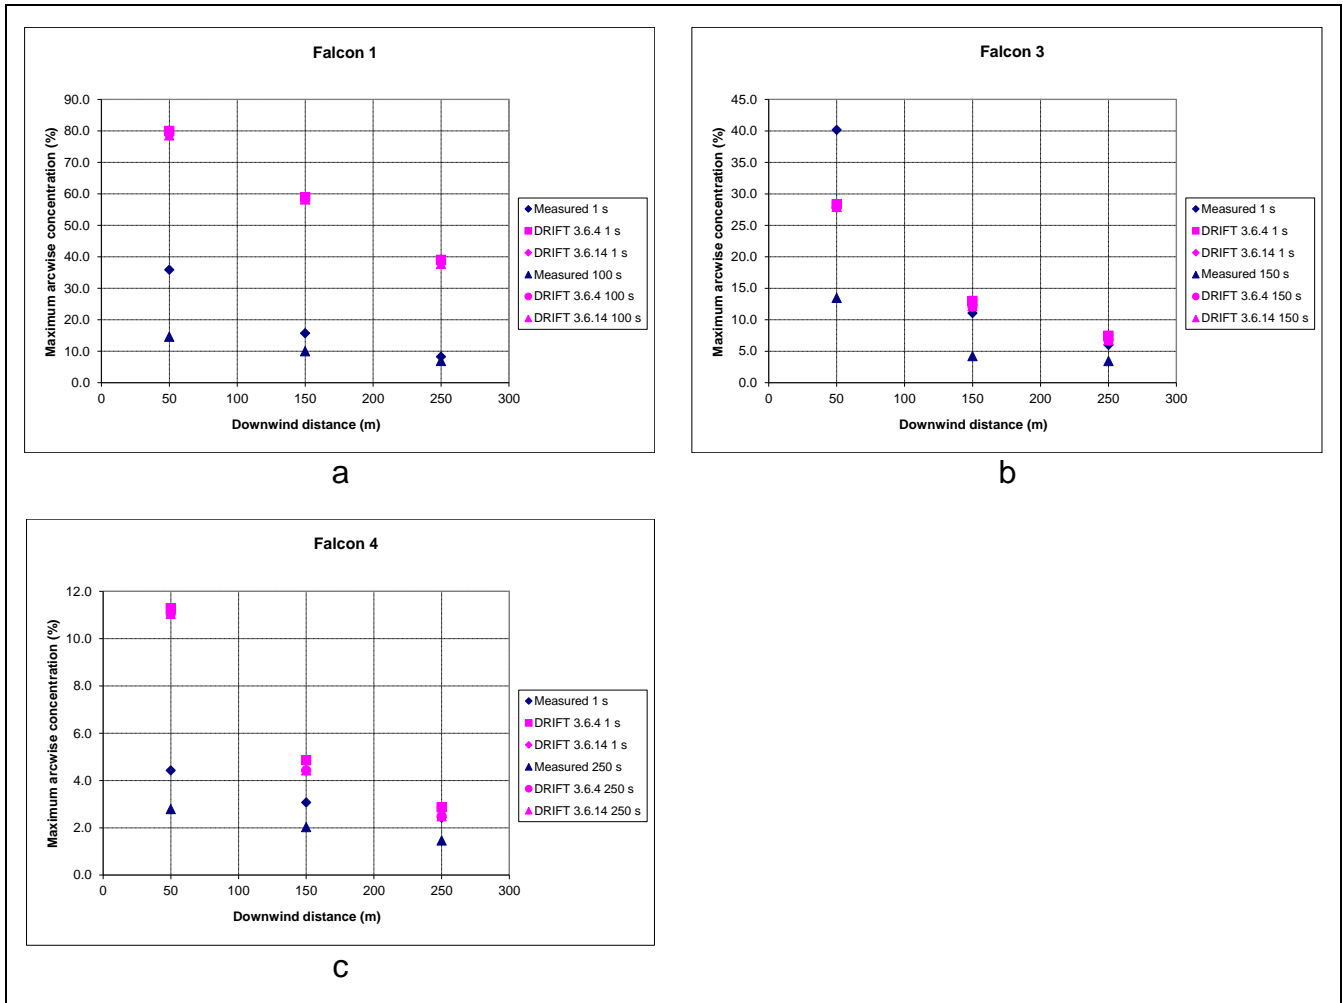 Falcon 1
Maximum arcwise concentration (%)
90.0
80.0
70.0
60.0
50.0
40.0
30.0
20.0
10.0
0.0
0 50 100 150 200 250 300
Downwind distance (m)
Measured 1 s
DRIFT 3.6.4 1 s
DRIFT 3.6.14 1 s
Measured 100 s
DRIFT 3.6.4 100 s
DRIFT 3.6.14 100 s
a
Falcon 3
Maximum arcwise concentration (%)
45.0
40.0
35.0
30.0
25.0
20.0
15.0
10.0
5.0
0.0
0 50 100 150 200 250 300
Downwind distance (m)
Measured 1 s
DRIFT 3.6.4 1 s
DRIFT 3.6.14 1 s
Measured 150 s
DRIFT 3.6.4 150 s
DRIFT 3.6.14 150 s
b
Falcon 4
Maximum arcwise concentration (%)
12.0
10.0
8.0
6.0
4.0
2.0
0.0
0 50 100 150 200 250 300
Downwind distance (m)
Measured 1 s
DRIFT 3.6.4 1 s
DRIFT 3.6.14 1 s
Measured 250 s
DRIFT 3.6.4 250 s
DRIFT 3.6.14 250 s
c